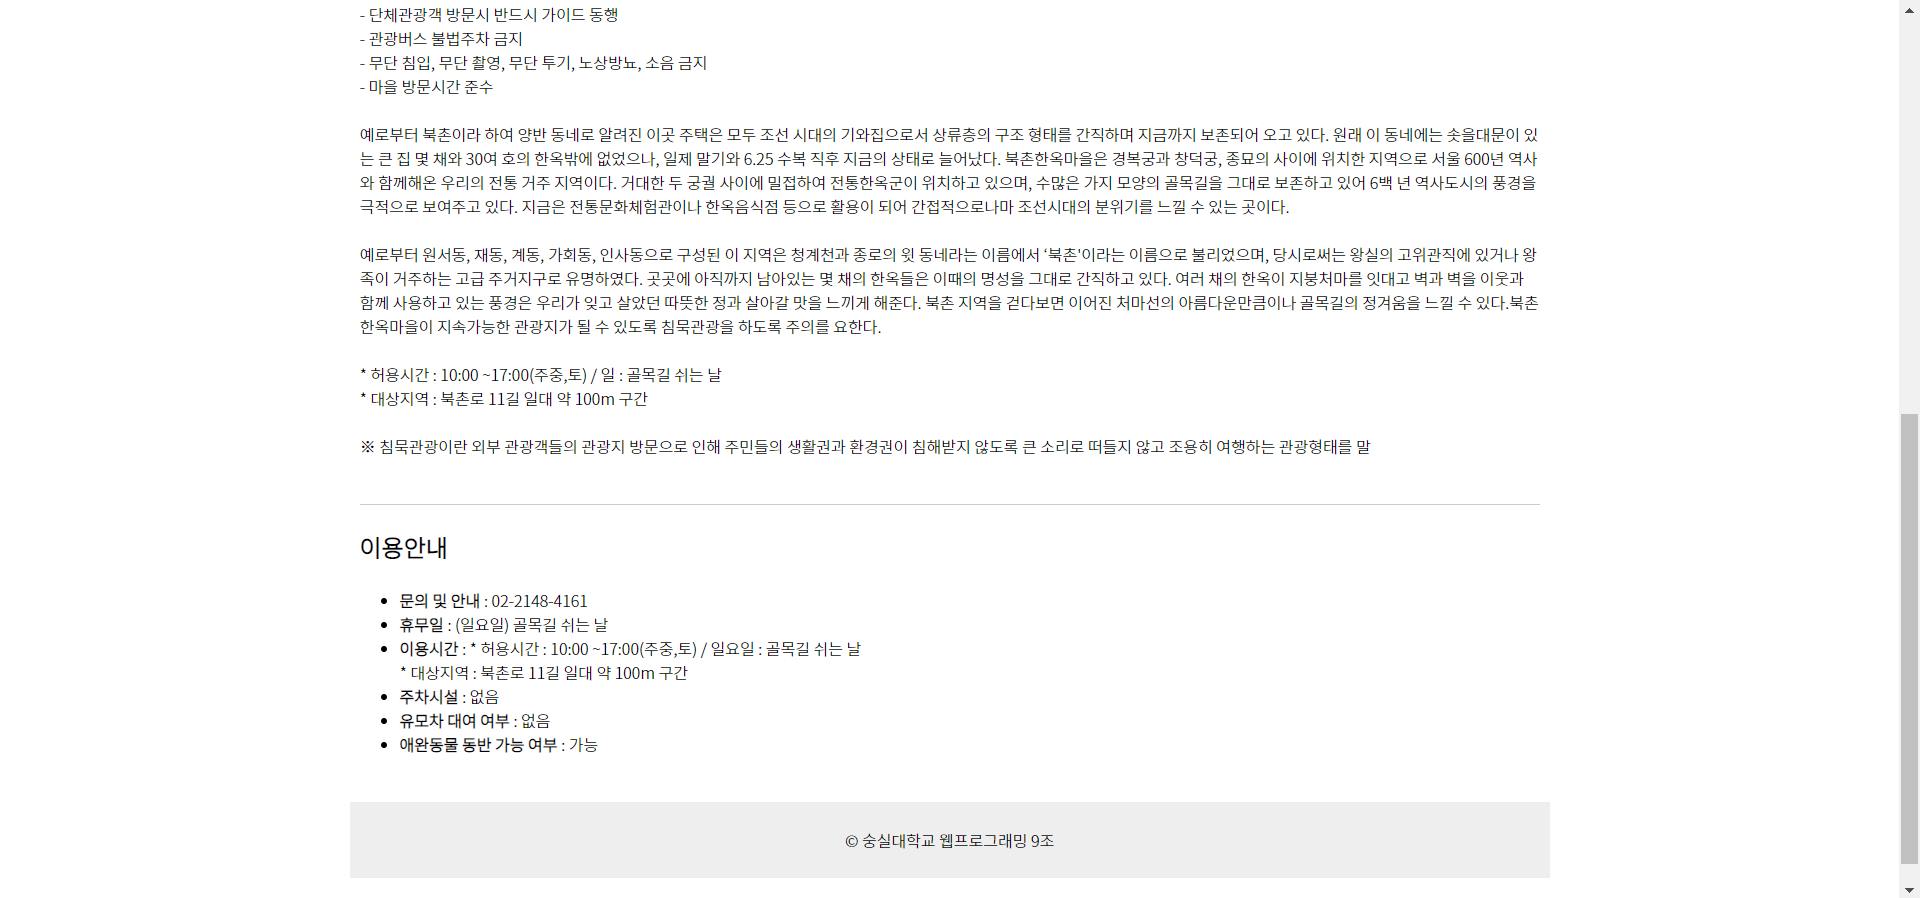 - 단체관광객 방문시 반드시 가이드 동행
- 관광버스 불법주차 금지
- 무단 침입, 무단 촬영, 무단 투기, 노상방뇨, 소음 금지
- 마을 방문시간 준수
예로부터 북촌이라 하여 양반 동네로 알려진 이곳 주택은 모두 조선 시대의 기와집으로서 상류층의 구조 형태를 간직하며 지금까지 보존되어 오고 있다. 원래 이 동네에는 솟을대문이 있
는 큰 집 몇 채와 30여 호의 한옥밖에 없었으나, 일제 말기와 6.25 수복 직후 지금의 상태로 늘어났다. 북촌한옥마을은 경복궁과 창덕궁, 종묘의 사이에 위치한 지역으로 서울 600년 역사
와 함께해온 우리의 전통 거주 지역이다. 거대한 두 궁궐 사이에 밀접하여 전통한옥군이 위치하고 있으며, 수많은 가지 모양의 골목길을 그대로 보존하고 있어 6백 년 역사도시의 풍경을
극적으로 보여주고 있다. 지금은 전통문화체험관이나 한옥음식점 등으로 활용이 되어 간접적으로나마 조선시대의 분위기를 느낄 수 있는 곳이다.
예로부터 원서동, 재동, 계동, 가회동, 인사동으로 구성된 이 지역은 청계천과 종로의 윗 동네라는 이름에서 ‘북촌'이라는 이름으로 불리었으며, 당시로써는 왕실의 고위관직에 있거나 왕
족이 거주하는 고급 주거지구로 유명하였다. 곳곳에 아직까지 남아있는 몇 채의 한옥들은 이때의 명성을 그대로 간직하고 있다. 여러 채의 한옥이 지붕처마를 잇대고 벽과 벽을 이웃과
함께 사용하고 있는 풍경은 우리가 잊고 살았던 따뜻한 정과 살아갈 맛을 느끼게 해준다. 북촌 지역을 걷다보면 이어진 처마선의 아름다운만큼이나 골목길의 정겨움을 느낄 수 있다.북촌
한옥마을이 지속가능한 관광지가 될 수 있도록 침묵관광을 하도록 주의를 요한다.
* 허용시간 : 10:00 ~17:00(주중,토) / 일 : 골목길 쉬는 날
* 대상지역 : 북촌로 11길 일대 약 100m 구간
※ 침묵관광이란 외부 관광객들의 관광지 방문으로 인해 주민들의 생활권과 환경권이 침해받지 않도록 큰 소리로 떠들지 않고 조용히 여행하는 관광형태를 말
이용안내
• 문의 및 안내 : 02-2148-4161
• 휴무일 : (일요일) 골목길 쉬는 날
• 이용시간 : * 허용시간 : 10:00 ~17:00(주중,토) / 일요일 : 골목길 쉬는 날
* 대상지역 : 북촌로 11길 일대 약 100m 구간
• 주차시설 : 없음
• 유모차 대여 여부 : 없음
• 애완동물 동반 가능 여부 : 가능
© 숭실대학교 웹프로그래밍 9조